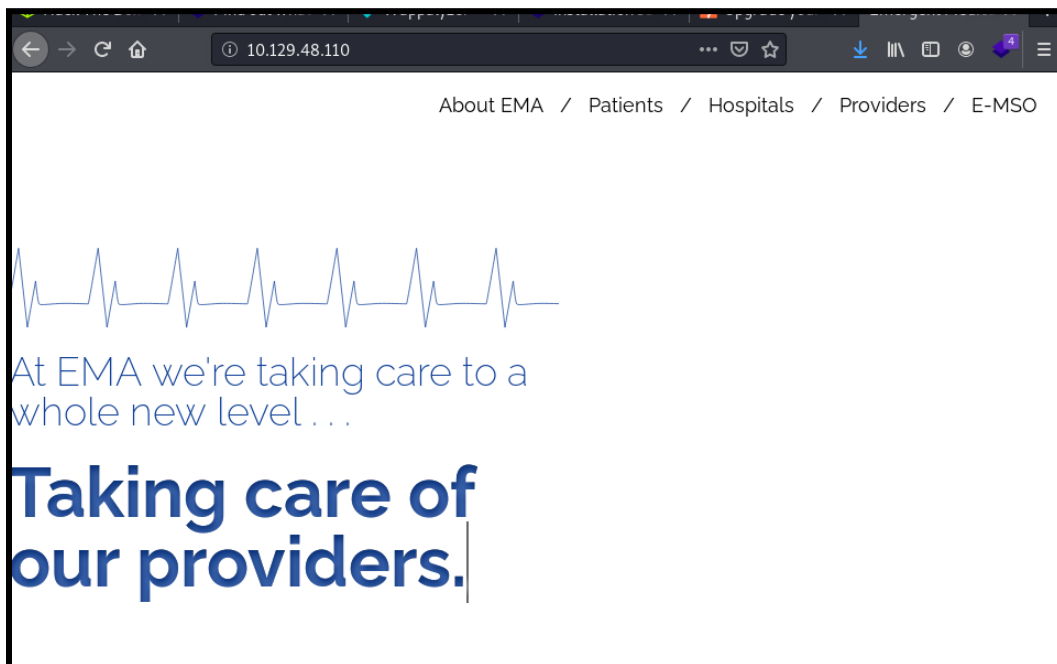 10.129.48.110
4
About EMA / Patients / Hospitals / Providers / E-MSO
At EMA we're taking care to a
whole new level . . .
Taking care of
our providers.